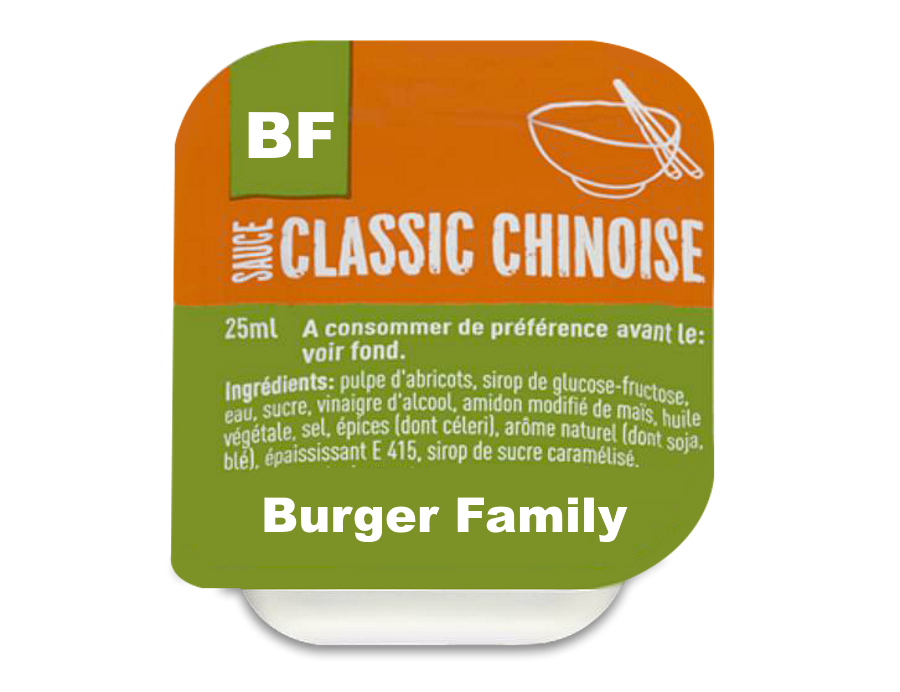 BF
SAUCE CLASSIC CHINOISE
25ml A consommer de préférence avant le:
voir fond.
Ingrédients: pulpe d'abricots, sirop de glucose-fructose,
eau, sucre, vinaigre d'alcool, amidon modifié de maïs, huile
végétale, sel, épices (dont céleri), arôme naturel (dont soja,
blé), épaississant E 415, sirop de sucre caramélisé.
Burger Family